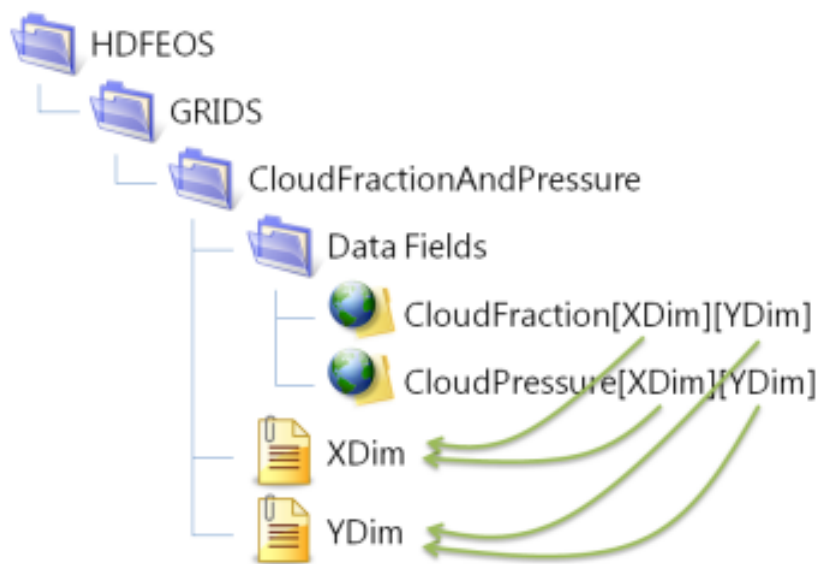 HDFEOS
GRIDS
CloudFractionAndPressure
Data Fields
CloudFraction[XDim][YDim]
CloudPressure[XDim][YDim]
XDim
YDim